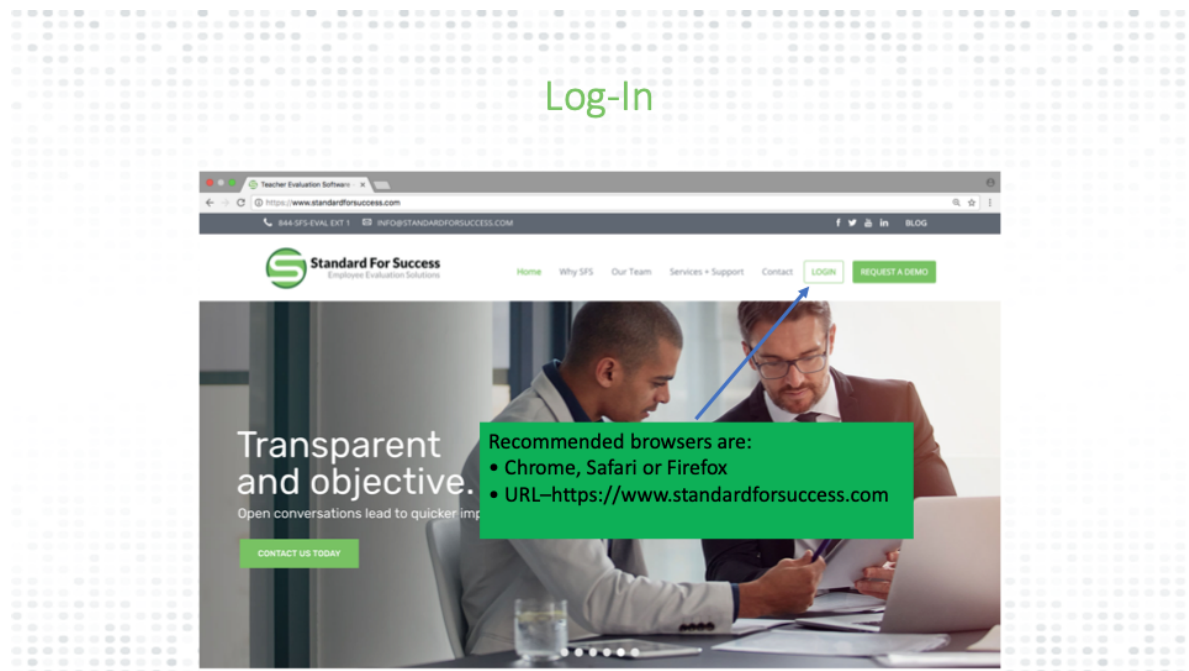 Log-In
Teacher Evaluation Software -
https://www.standardforsuccess.com
844-SFS-EVAL EXT 1 INFO@STANDARDFORSUCCESS.COM
BLOG
Standard For Success
Employee Evaluation Solutions
Home Why SFS Our Team Services + Support Contact LOGIN REQUEST A DEMO
Transparent
and objective.
Open conversations lead to quicker
CONTACT US TODAY
Recommended browsers are:
• Chrome, Safari or Firefox
• URL–https://www.standardforsuccess.com